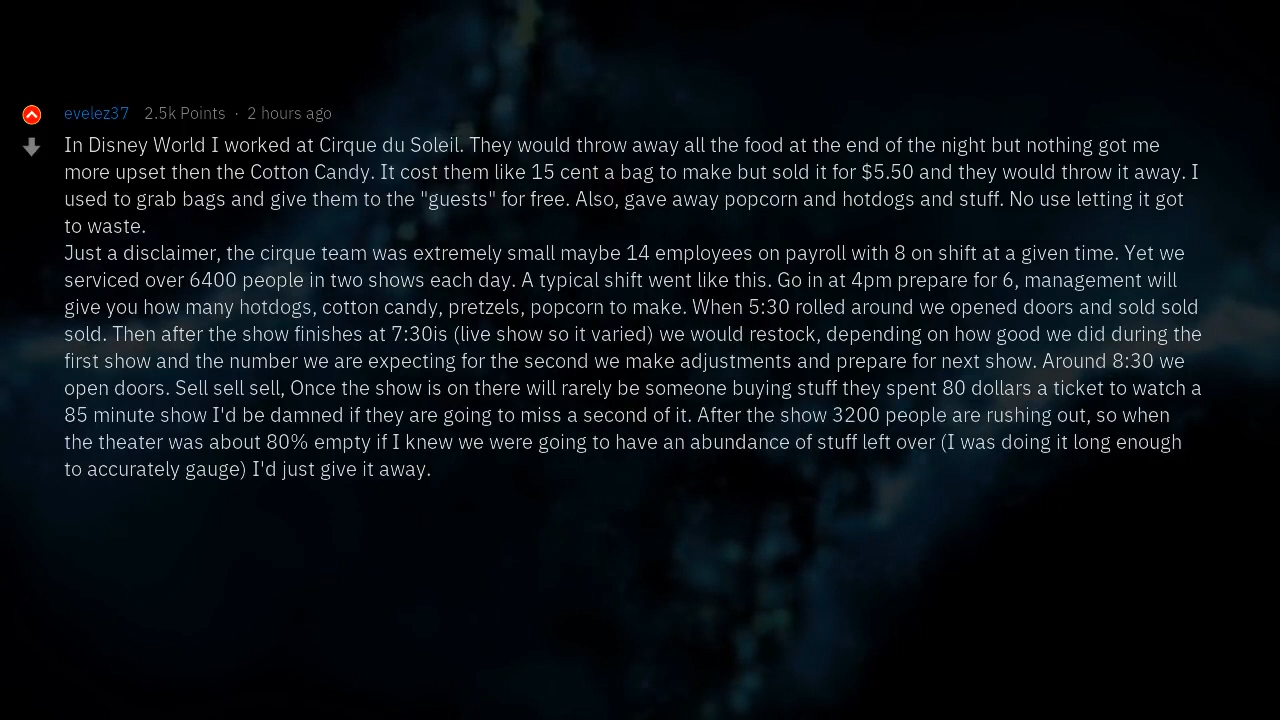 evelez37 2.5k Points · 2 hours ago
In Disney World I worked at Cirque du Soleil. They would throw away all the food at the end of the night but nothing got me
more upset then the Cotton Candy. It cost them like 15 cent a bag to make but sold it for $5.50 and they would throw it away. I
used to grab bags and give them to the "guests" for free. Also, gave away popcorn and hotdogs and stuff. No use letting it got
to waste.
Just a disclaimer, the cirque team was extremely small maybe 14 employees on payroll with 8 on shift at a given time. Yet we
serviced over 6400 people in two shows each day. A typical shift went like this. Go in at 4pm prepare for 6, management will
give you how many hotdogs, cotton candy, pretzels, popcorn to make. When 5:30 rolled around we opened doors and sold sold
sold. Then after the show finishes at 7:30is (live show so it varied) we would restock, depending on how good we did during the
first show and the number we are expecting for the second we make adjustments and prepare for next show. Around 8:30 we
open doors. Sell sell sell, Once the show is on there will rarely be someone buying stuff they spent 80 dollars a ticket to watch a
85 minute show I'd be damned if they are going to miss a second of it. After the show 3200 people are rushing out, so when
the theater was about 80% empty if I knew we were going to have an abundance of stuff left over (I was doing it long enough
to accurately gauge) I'd just give it away.